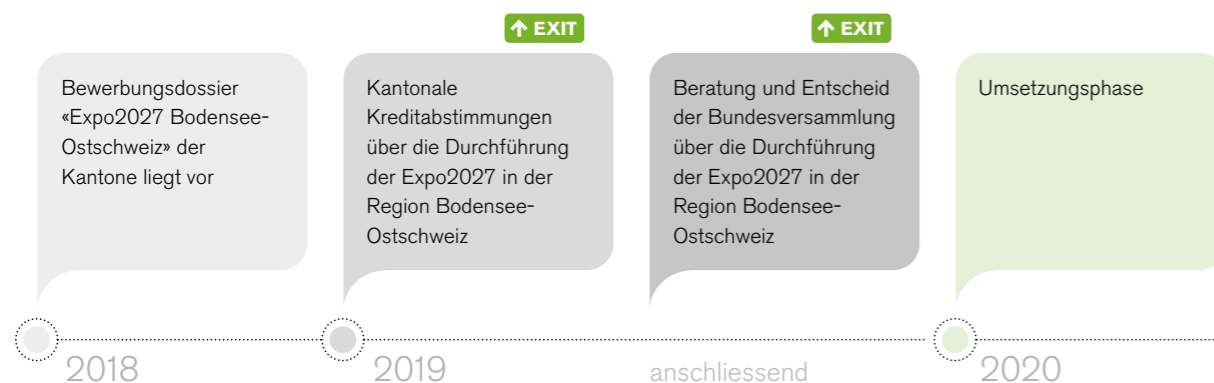 ↑ EXIT
↑ EXIT
Bewerbungsdossier
«Expo2027 Bodensee-
Ostschweiz» der
Kantone liegt vor
Kantonale
Kreditabstimmungen
über die Durchführung
der Expo2027 in der
Region Bodensee-
Ostschweiz
Beratung und Entscheid
der Bundesversammlung
über die Durchführung
der Expo2027 in der
Region Bodensee-
Ostschweiz
Umsetzungsphase
2018
2019
anschliessend
2020